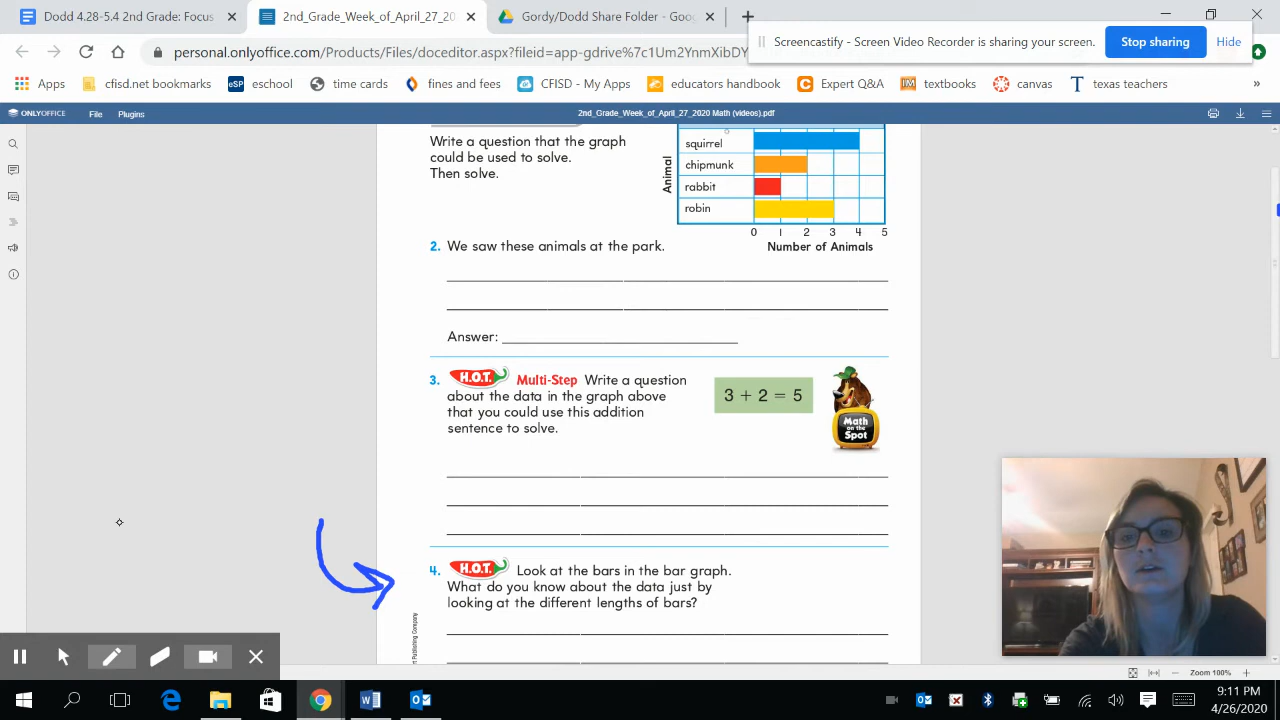 Dodd 4.28-5.4 2nd Grade: Focus
2nd_Grade_Week_of_April_27_20
Gordy/Dodd Share Folder - Goo
Screencastify - Screen Video Recorder is sharing your screen.
Stop sharing
Hide
personal.onlyoffice.com/Products/Files/doceditor.aspx?fileid=app-gdrive%7c1Um2YnmXibDY
Apps
cfisd.net bookmarks
eSP
eschool
time cards
fines and fees
CFISD - My Apps
educators handbook
Expert Q&A
textbooks
canvas
texas teachers
»
ONLYOFFICE
File
Plugins
2nd_Grade_Week_of_April_27_2020 Math (videos).pdf
Write a question that the graph
could be used to solve.
Then solve.
Animal
squirrel
chipmunk
rabbit
robin
0 1 2 3 4 5
Number of Animals
2. We saw these animals at the park.
Answer:
3. H.O.T. Multi-Step Write a question
about the data in the graph above
that you could use this addition
sentence to solve.
3 + 2 = 5
Math
on the
Spot
4. H.O.T. Look at the bars in the bar graph.
What do you know about the data just by
looking at the different lengths of bars?
Publishing Company
Zoom 100%
9:11 PM
4/26/2020